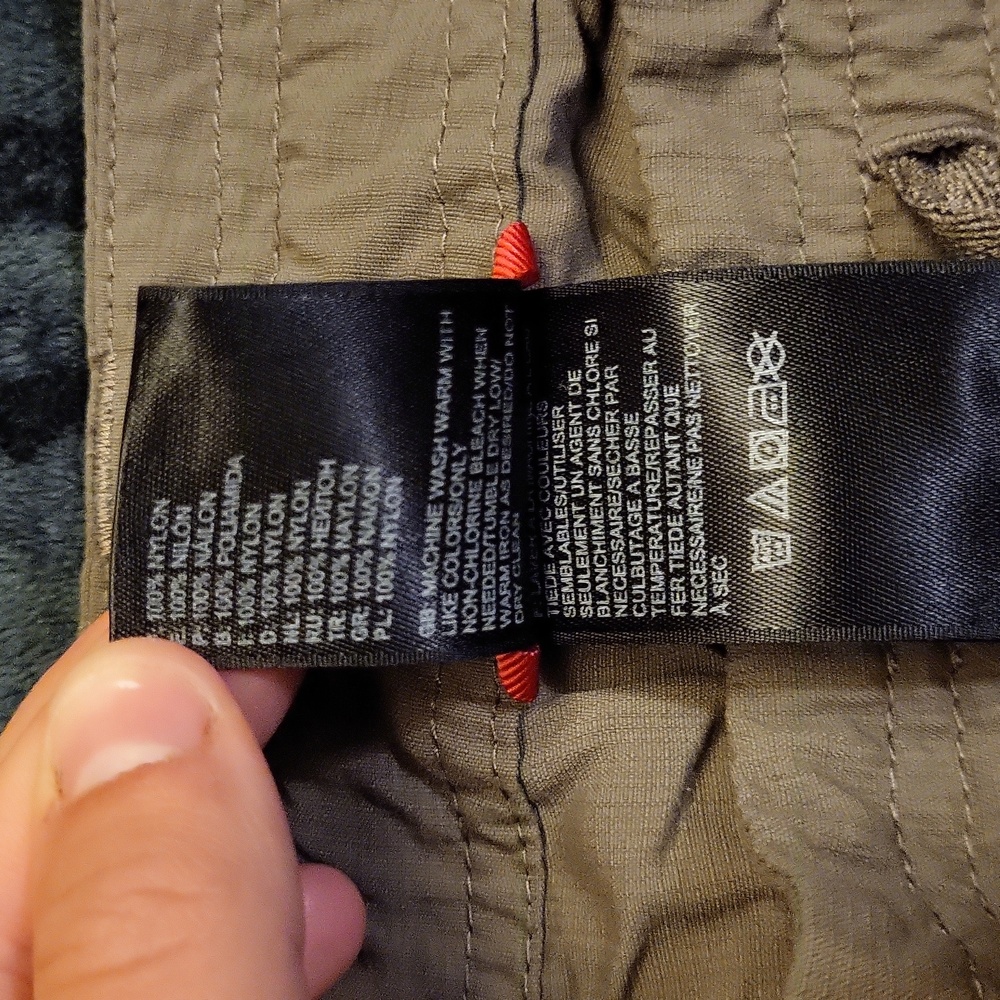 100% NYLON
E: 100% NILON
P: 100% NÁILON
B: 100% POLIAMIDA
F: 100% NYLON
D: 100% NYLON
NL: 100% NYLON
RU: 100% НЕЙЛОН
TR: 100% NAYLON
GR: 100% ΝΑΙΛΟΝ
PL: 100% NYLON
GB: MACHINE WASH WARM WITH
LIKE COLORS/ONLY
NON-CHLORINE BLEACH WHEN
NEEDED/TUMBLE DRY LOW/
WARM IRON AS DESIRED/DO NOT
DRY CLEAN
TIEDE AVEC COULEURS
SEMBLABLES/UTILISER
SEULEMENT UN AGENT DE
BLANCHIMENT SANS CHLORE SI
NECESSAIRE/SECHER PAR
CULBUTAGE A BASSE
TEMPERATURE/REPASSER AU
FER TIEDE AUTANT QUE
NECESSAIRE/NE PAS NETTOYER
À SEC